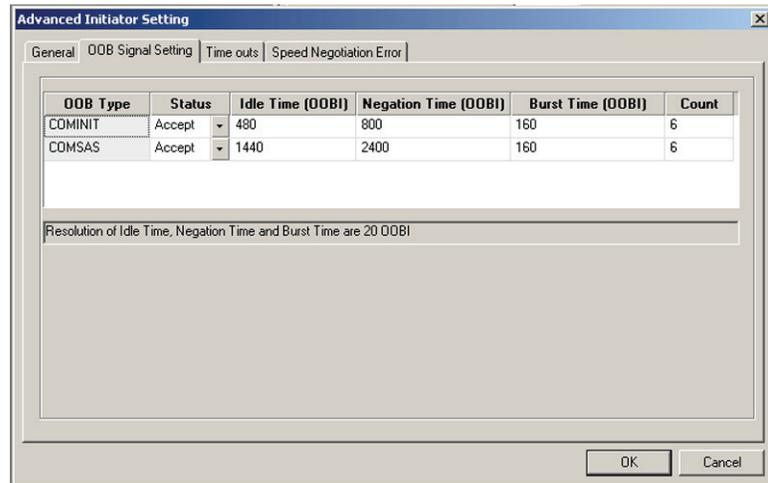 Advanced Initiator Setting
General OOB Signal Setting Time outs Speed Negotiation Error
OOB Type Status Idle Time (OOBI) Negation Time (OOBI) Burst Time (OOBI) Count
COMINIT Accept 480 800 160 6
COMSAS Accept 1440 2400 160 6
Resolution of Idle Time, Negation Time and Burst Time are 20 OOBI
OK Cancel